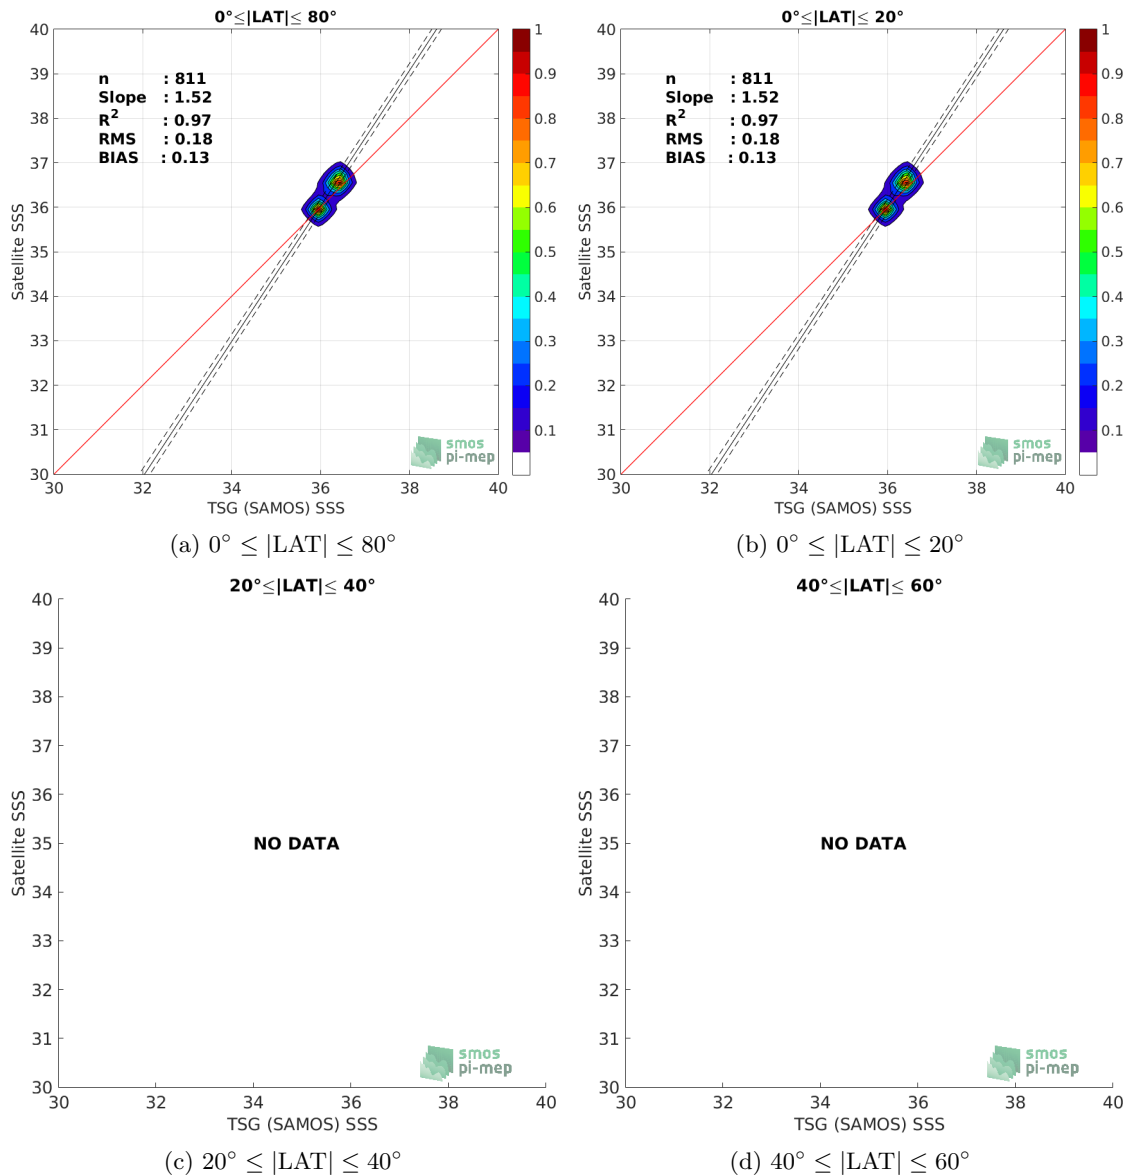 0°≤|LAT|≤ 80°
40
39
38
37
36
35
34
33
32
31
30
Satellite SSS
n : 811
Slope : 1.52
R² : 0.97
RMS : 0.18
BIAS : 0.13
smos
pi-mep
30 32 34 36 38 40
TSG (SAMOS) SSS
1
0.9
0.8
0.7
0.6
0.5
0.4
0.3
0.2
0.1
(a) 0° ≤ |LAT| ≤ 80°
0°≤|LAT|≤ 20°
40
39
38
37
36
35
34
33
32
31
30
Satellite SSS
n : 811
Slope : 1.52
R² : 0.97
RMS : 0.18
BIAS : 0.13
smos
pi-mep
30 32 34 36 38 40
TSG (SAMOS) SSS
1
0.9
0.8
0.7
0.6
0.5
0.4
0.3
0.2
0.1
(b) 0° ≤ |LAT| ≤ 20°
20°≤|LAT|≤ 40°
40
39
38
37
36
35
34
33
32
31
30
Satellite SSS
NO DATA
smos
pi-mep
30 32 34 36 38 40
TSG (SAMOS) SSS
(c) 20° ≤ |LAT| ≤ 40°
40°≤|LAT|≤ 60°
40
39
38
37
36
35
34
33
32
31
30
Satellite SSS
NO DATA
smos
pi-mep
30 32 34 36 38 40
TSG (SAMOS) SSS
(d) 40° ≤ |LAT| ≤ 60°